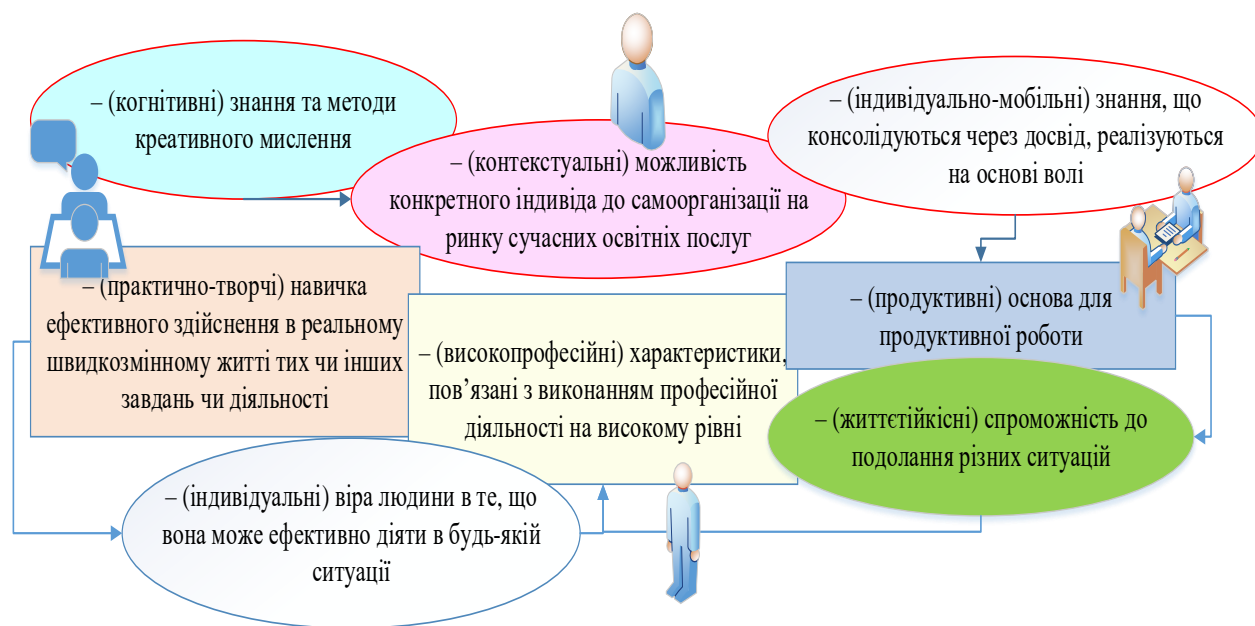 – (когнітивні) знання та методи
креативного мислення
– (контекстуальні) можливість
конкретного індивіда до самоорганізації на
ринку сучасних освітніх послуг
– (індивідуально-мобільні) знання, що
консолідуються через досвід, реалізуються
на основі волі
– (практично-творчі) навичка
ефективного здійснення в реальному
швидкозмінному житті тих чи інших
завдань чи діяльності
– (високопрофесійні) характеристики,
пов’язані з виконанням професійної
діяльності на високому рівні
– (продуктивні) основа для
продуктивної роботи
– (життєтійкісні) спроможність до
подолання різних ситуацій
– (індивідуальні) віра людини в те, що
вона може ефективно діяти в будь-якій
ситуації